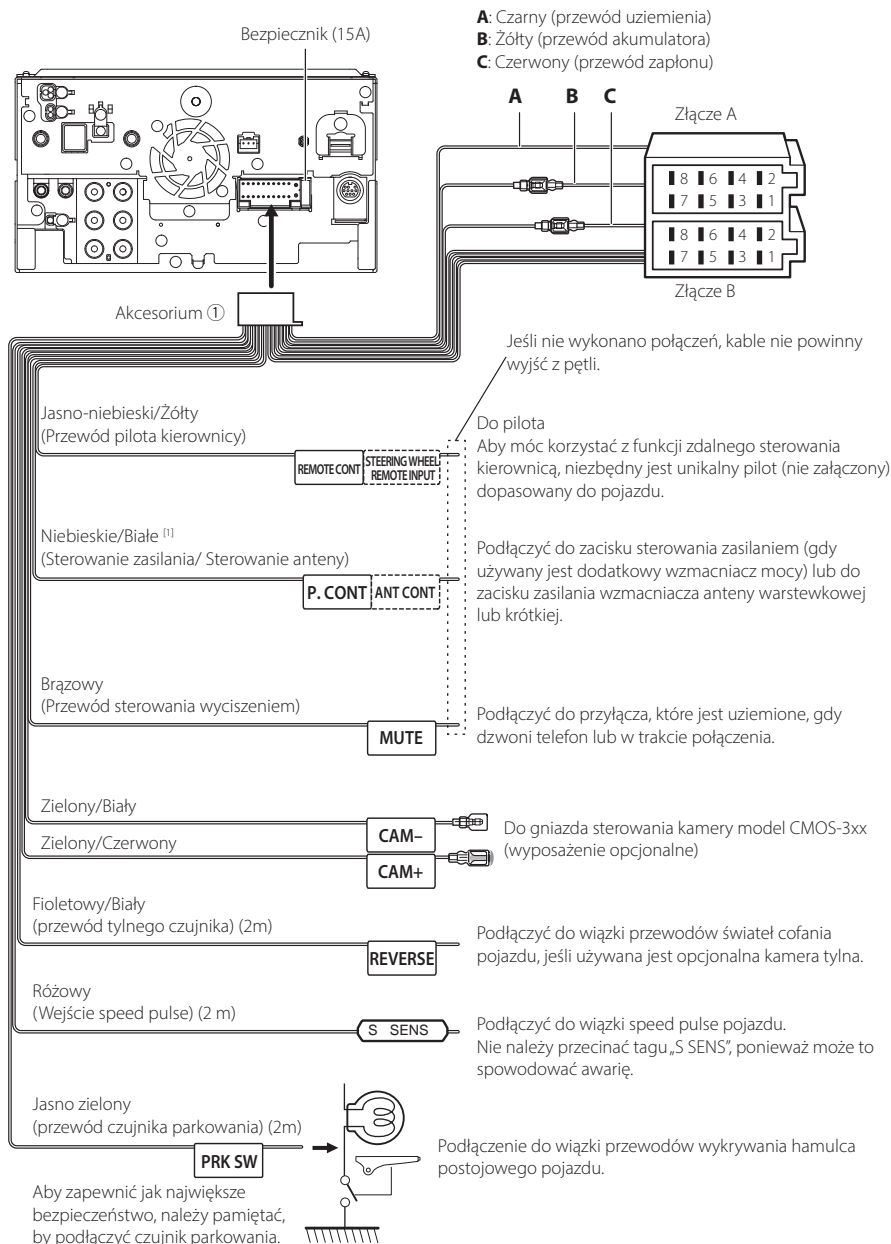 Bezpiecznik (15A)
A: Czarny (przewód uziemienia)
B: Żółty (przewód akumulatora)
C: Czerwony (przewód zapłonu)
A B C
Złącze A
8 6 4 2
7 5 3 1
8 6 4 2
7 5 3 1
Złącze B
Akcesorium ①
Jeśli nie wykonano połączeń, kable nie powinny
wyjść z pętli.
Jasno-niebieski/Żółty
(Przewód pilota kierownicy)
REMOTE CONT
STEERING WHEEL
REMOTE INPUT
Do pilota
Aby móc korzystać z funkcji zdalnego sterowania
kierownicą, niezbędny jest unikalny pilot (nie załączony)
dopasowany do pojazdu.
Niebieskie/Białe [1]
(Sterowanie zasilania/ Sterowanie anteny)
P. CONT ANT CONT
Podłączyć do zacisku sterowania zasilaniem (gdy
używany jest dodatkowy wzmacniacz mocy) lub do
zacisku zasilania wzmacniacza anteny warstewkowej
lub krótkiej.
Brązowy
(Przewód sterowania wyciszeniem)
MUTE
Podłączyć do przyłącza, które jest uziemione, gdy
dzwoni telefon lub w trakcie połączenia.
Zielony/Biały
CAM–
Zielony/Czerwony
CAM+
Do gniazda sterowania kamery model CMOS-3xx
(wyposażenie opcjonalne)
Fioletowy/Biały
(przewód tylnego czujnika) (2m)
REVERSE
Podłączyć do wiązki przewodów świateł cofania
pojazdu, jeśli używana jest opcjonalna kamera tylna.
Różowy
(Wejście speed pulse) (2 m)
S SENS
Podłączyć do wiązki speed pulse pojazdu.
Nie należy przecinać tagu „S SENS”, ponieważ może to
spowodować awarię.
Jasno zielony
(przewód czujnika parkowania) (2m)
PRK SW
Podłączenie do wiązki przewodów wykrywania hamulca
postojowego pojazdu.
Aby zapewnić jak największe
bezpieczeństwo, należy pamiętać,
by podłączyć czujnik parkowania.